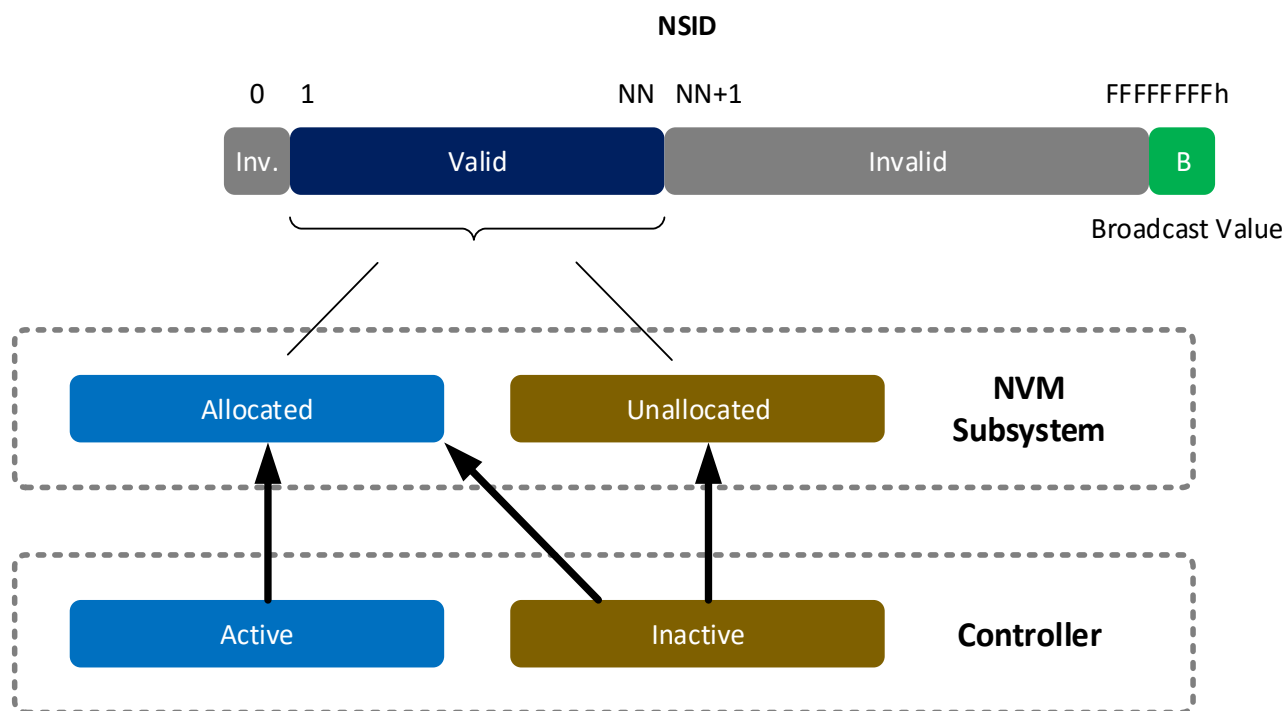 NSID
0 1 NN NN+1 FFFFFFFFh
Inv. Valid Invalid B
Broadcast Value
Allocated Unallocated NVM
Subsystem
Active Inactive Controller